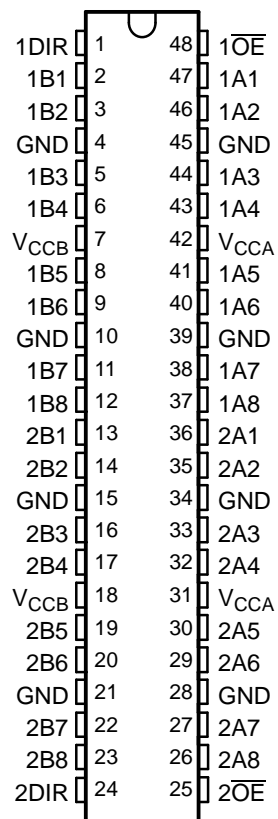 1DIR 1 48 1O̅E̅
1B1 2 47 1A1
1B2 3 46 1A2
GND 4 45 GND
1B3 5 44 1A3
1B4 6 43 1A4
VCCB 7 42 VCCA
1B5 8 41 1A5
1B6 9 40 1A6
GND 10 39 GND
1B7 11 38 1A7
1B8 12 37 1A8
2B1 13 36 2A1
2B2 14 35 2A2
GND 15 34 GND
2B3 16 33 2A3
2B4 17 32 2A4
VCCB 18 31 VCCA
2B5 19 30 2A5
2B6 20 29 2A6
GND 21 28 GND
2B7 22 27 2A7
2B8 23 26 2A8
2DIR 24 25 2O̅E̅